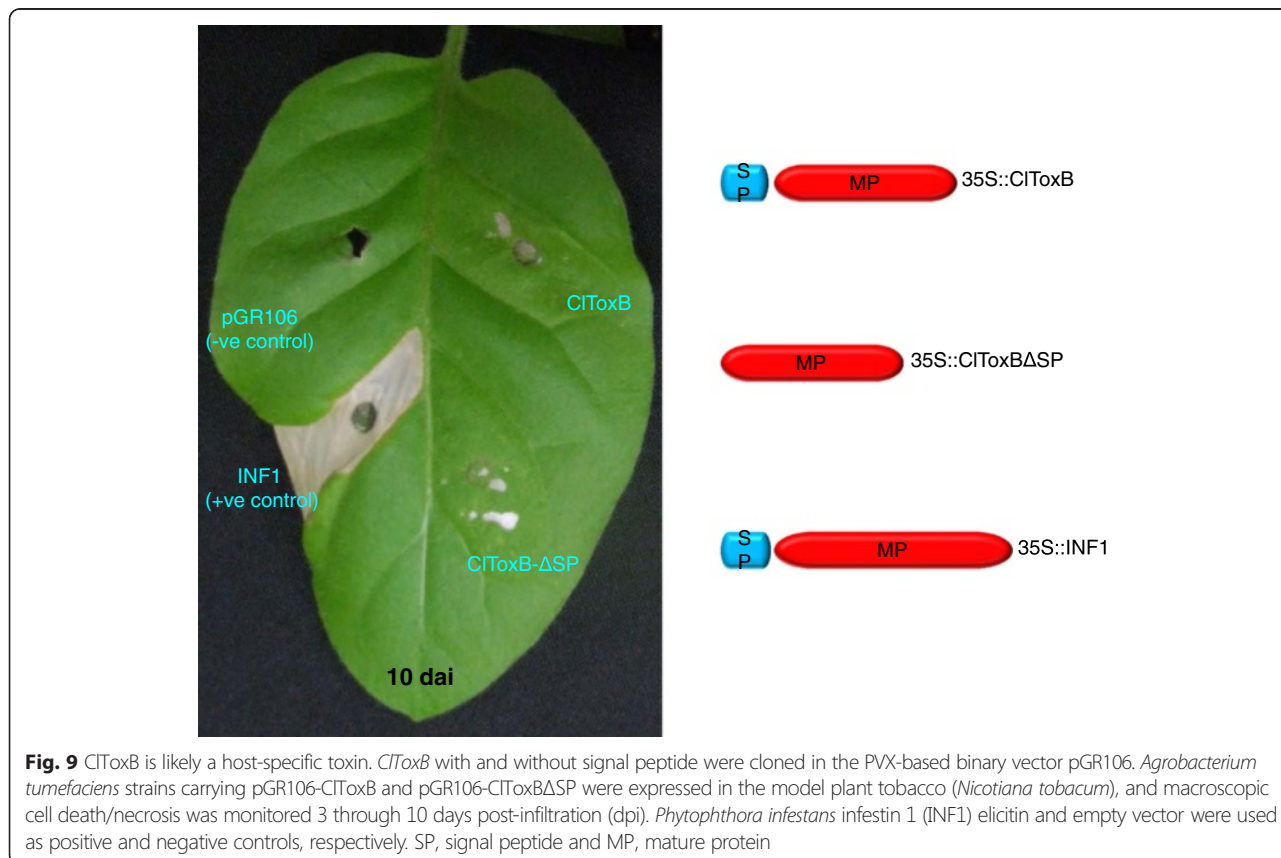 pGR106
(-ve control)
ClToxB
INF1
(+ve control)
ClToxB-ΔSP
10 dai
SP
MP
35S::ClToxB
MP
35S::ClToxBΔSP
SP
MP
35S::INF1
Fig. 9 ClToxB is likely a host-specific toxin. ClToxB with and without signal peptide were cloned in the PVX-based binary vector pGR106. Agrobacterium
tumefaciens strains carrying pGR106-ClToxB and pGR106-ClToxBΔSP were expressed in the model plant tobacco (Nicotiana tobacum), and macroscopic
cell death/necrosis was monitored 3 through 10 days post-infiltration (dpi). Phytophthora infestans infestin 1 (INF1) elicitin and empty vector were used
as positive and negative controls, respectively. SP, signal peptide and MP, mature protein